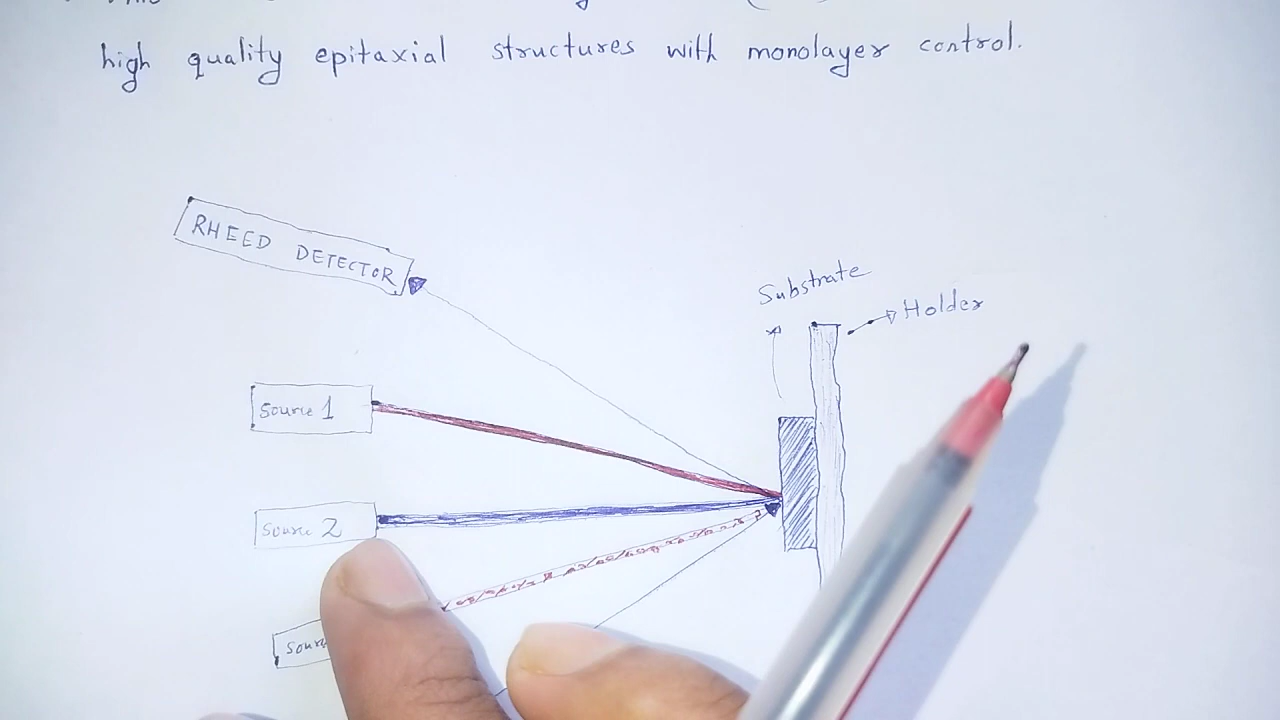 high quality epitaxial structures with monolayer control.
RHEED DETECTOR
Substrate
Holder
Source 1
Source 2